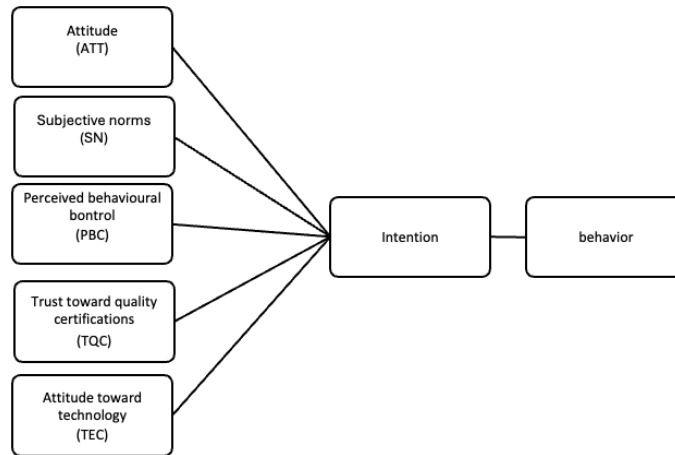 Attitude
(ATT)
Subjective norms
(SN)
Perceived behavioural
bontrol
(PBC)
Trust toward quality
certifications
(TQC)
Attitude toward
technology
(TEC)
Intention
behavior